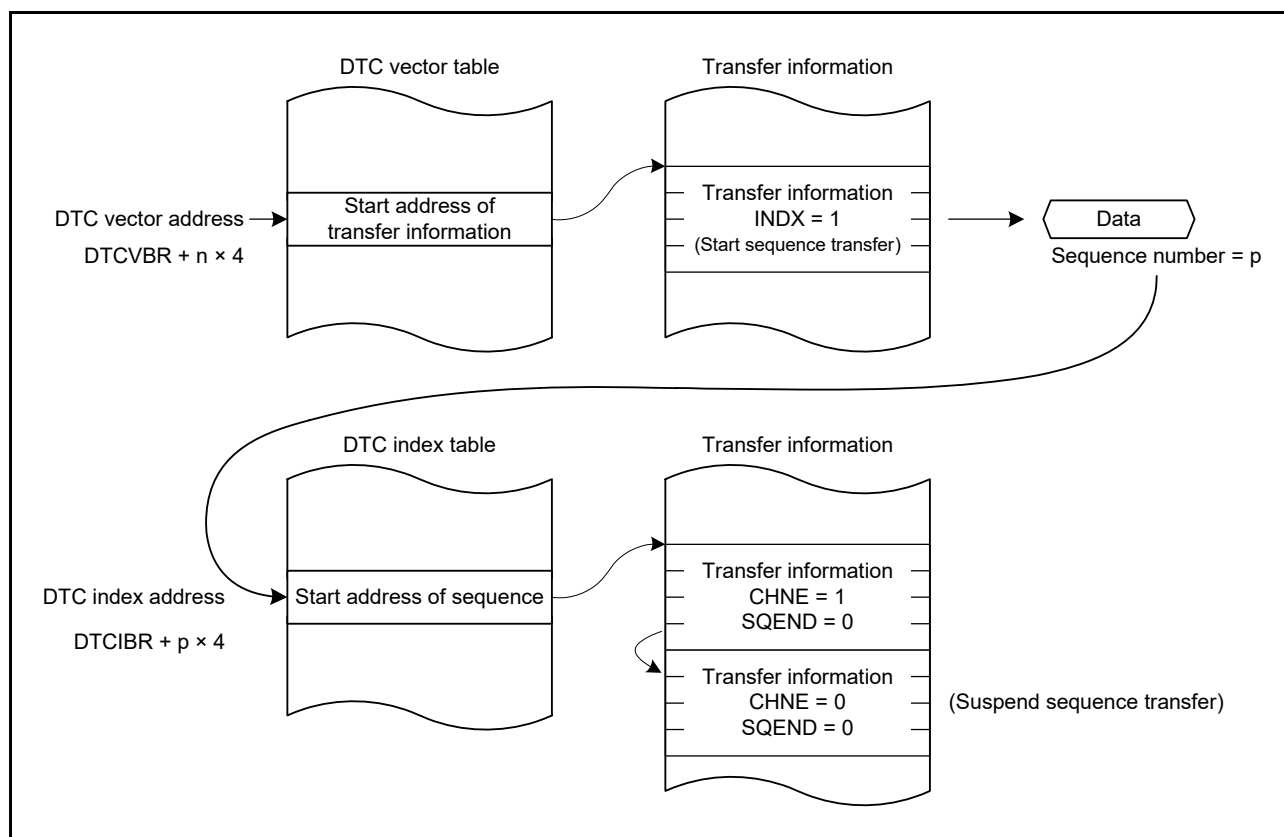 DTC vector table
Transfer information
DTC vector address
DTCVBR + n × 4
Start address of
transfer information
Transfer information
INDX = 1
(Start sequence transfer)
Data
Sequence number = p
DTC index table
Transfer information
DTC index address
DTCIBR + p × 4
Start address of sequence
Transfer information
CHNE = 1
SQEND = 0
Transfer information
CHNE = 0
SQEND = 0
(Suspend sequence transfer)